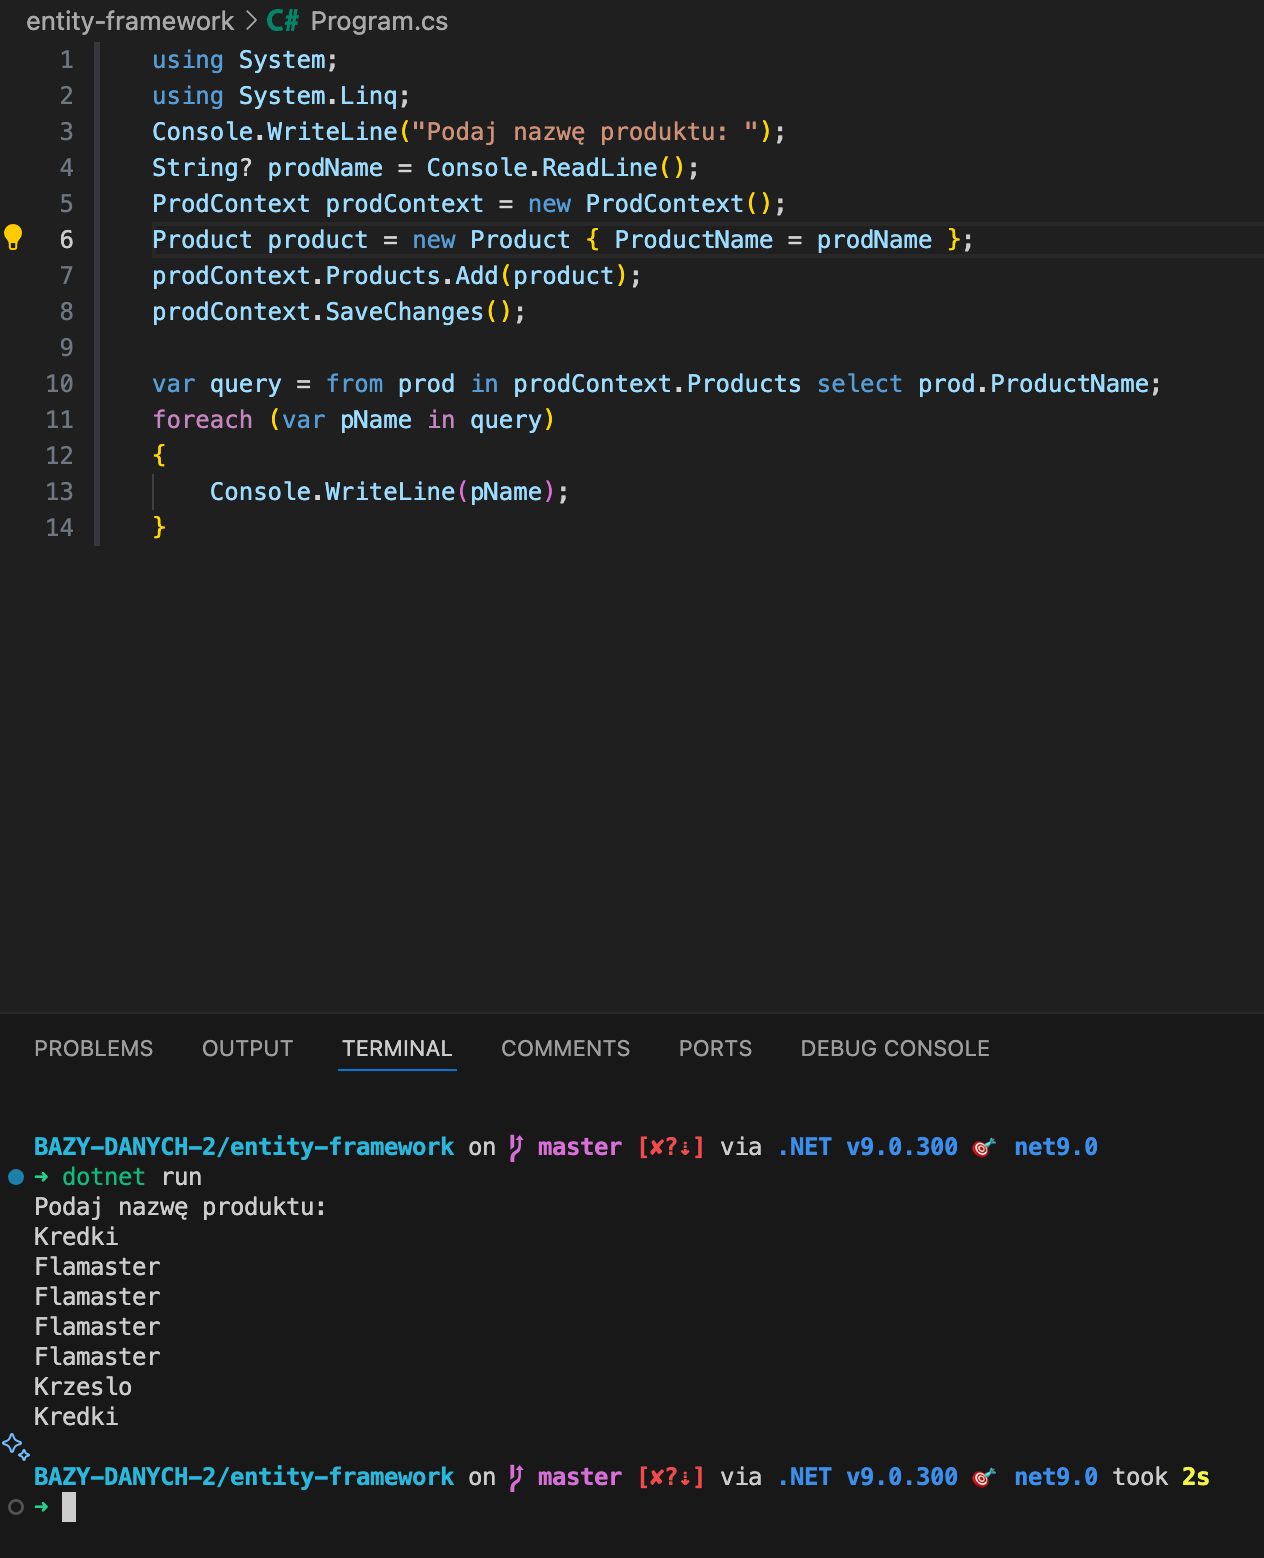 entity-framework > C# Program.cs
1 using System;
2 using System.Linq;
3 Console.WriteLine("Podaj nazwę produktu: ");
4 String? prodName = Console.ReadLine();
5 ProdContext prodContext = new ProdContext();
6 Product product = new Product { ProductName = prodName };
7 prodContext.Products.Add(product);
8 prodContext.SaveChanges();
9
10 var query = from prod in prodContext.Products select prod.ProductName;
11 foreach (var pName in query)
12 {
13 Console.WriteLine(pName);
14 }
PROBLEMS OUTPUT TERMINAL COMMENTS PORTS DEBUG CONSOLE
BAZY-DANYCH-2/entity-framework on master [✘?⇣] via .NET v9.0.300 🎯 net9.0
➜ dotnet run
Podaj nazwę produktu:
Kredki
Flamaster
Flamaster
Flamaster
Flamaster
Krzeslo
Kredki
BAZY-DANYCH-2/entity-framework on master [✘?⇣] via .NET v9.0.300 🎯 net9.0 took 2s
➜